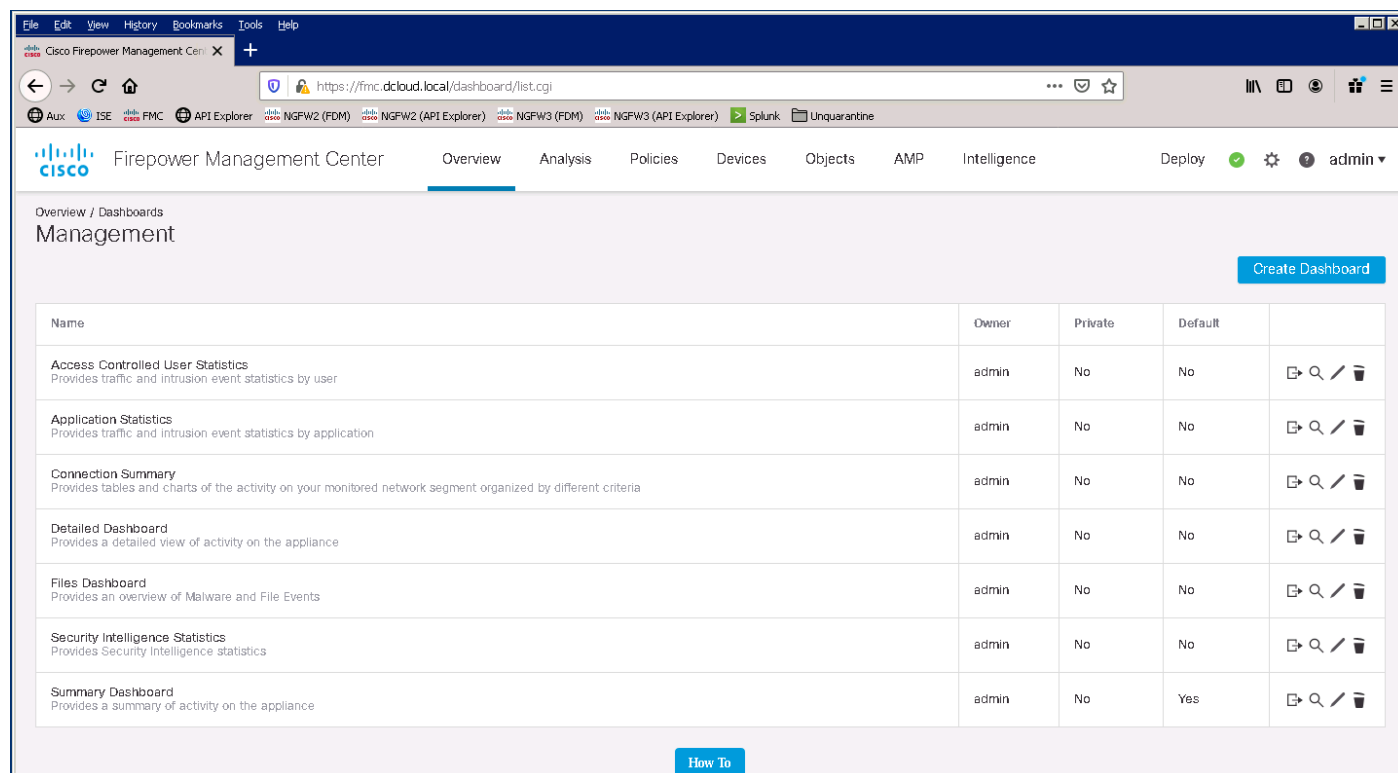 File Edit View History Bookmarks Tools Help
Cisco Firepower Management Cen
https://fmc.dcloud.local/dashboard/list.cgi
Aux ISE FMC API Explorer NGFW2 (FDM) NGFW2 (API Explorer) NGFW3 (FDM) NGFW3 (API Explorer) Splunk Unquarantine
CISCO Firepower Management Center Overview Analysis Policies Devices Objects AMP Intelligence Deploy admin
Overview / Dashboards
Management
Create Dashboard
Name Owner Private Default
Access Controlled User Statistics
Provides traffic and intrusion event statistics by user
admin No No
Application Statistics
Provides traffic and intrusion event statistics by application
admin No No
Connection Summary
Provides tables and charts of the activity on your monitored network segment organized by different criteria
admin No No
Detailed Dashboard
Provides a detailed view of activity on the appliance
admin No No
Files Dashboard
Provides an overview of Malware and File Events
admin No No
Security Intelligence Statistics
Provides Security Intelligence statistics
admin No No
Summary Dashboard
Provides a summary of activity on the appliance
admin No Yes
How To